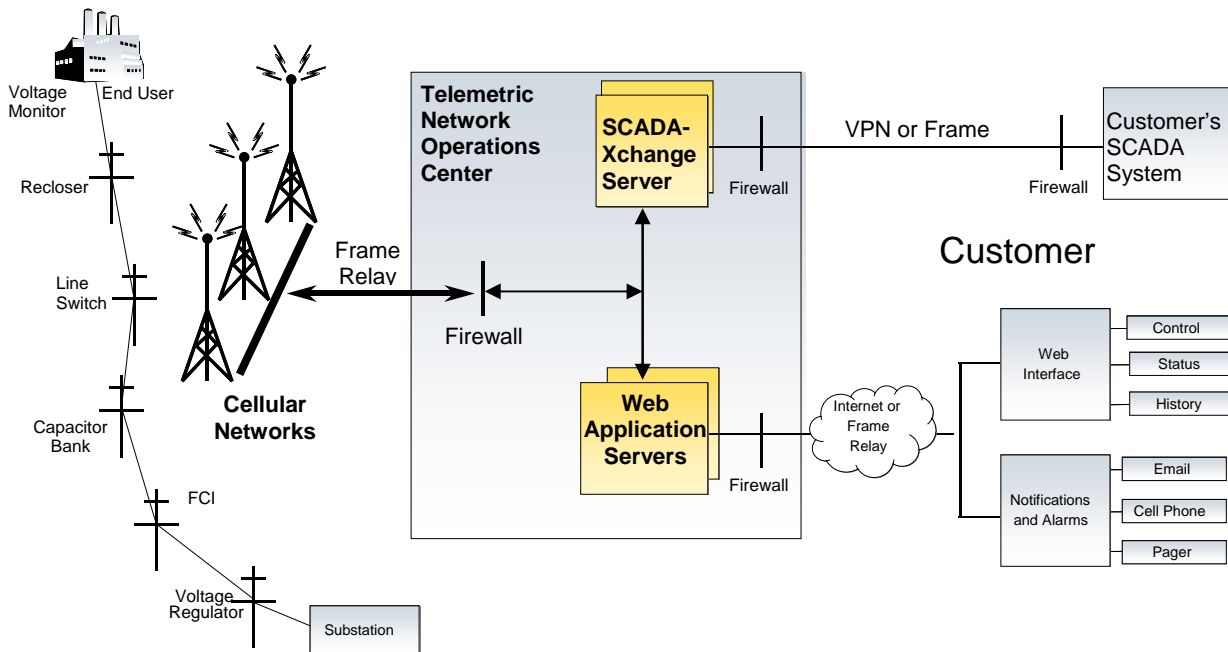 Voltage
Monitor
End User
Recloser
Line
Switch
Capacitor
Bank
FCI
Voltage
Regulator
Substation
Cellular
Networks
Frame
Relay
Telemetric
Network
Operations
Center
Firewall
SCADA-
Xchange
Server
Firewall
Web
Application
Servers
Firewall
VPN or Frame
Firewall
Customer's
SCADA
System
Customer
Internet or
Frame
Relay
Web
Interface
Control
Status
History
Notifications
and Alarms
Email
Cell Phone
Pager